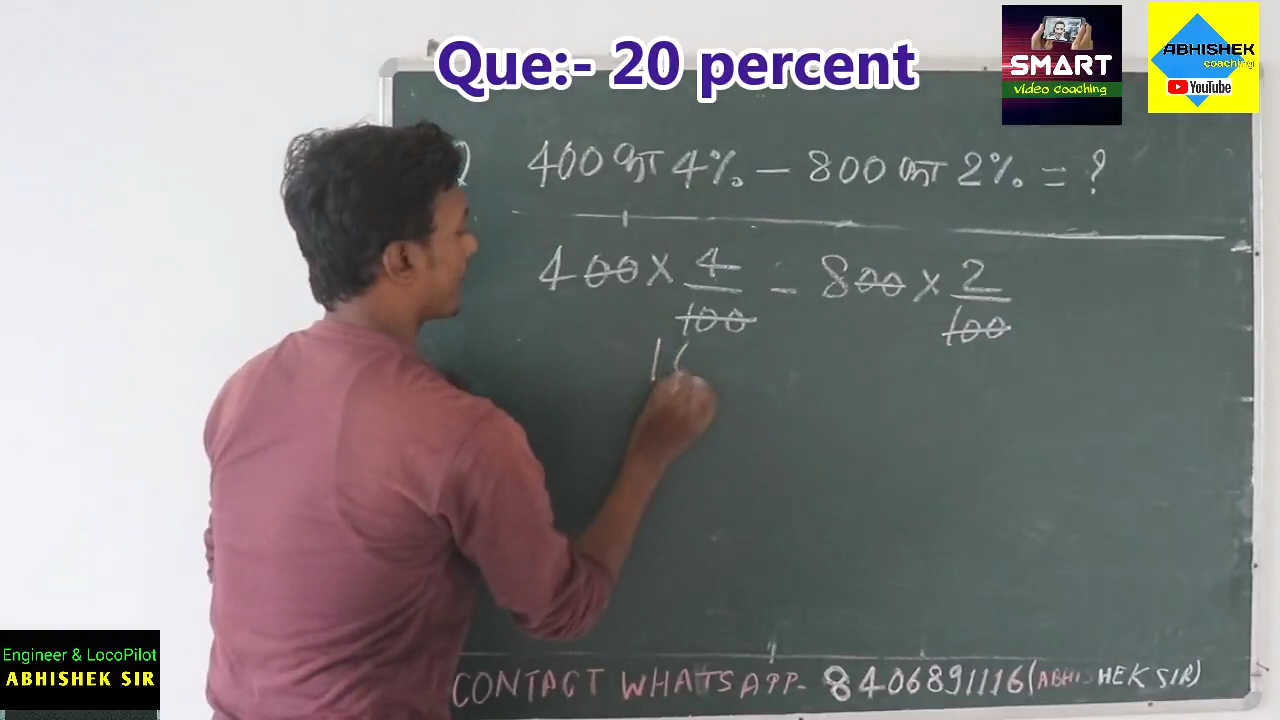 Que:- 20 percent
SMART
video coaching
ABHISHEK
coaching
YouTube
400 का 4% - 800 का 2% = ?
400 x 4/100 - 800 x 2/100
Engineer & LocoPilot
ABHISHEK SIR
CONTACT WHATSAPP- 8406891116 (ABHISHEK SIR)